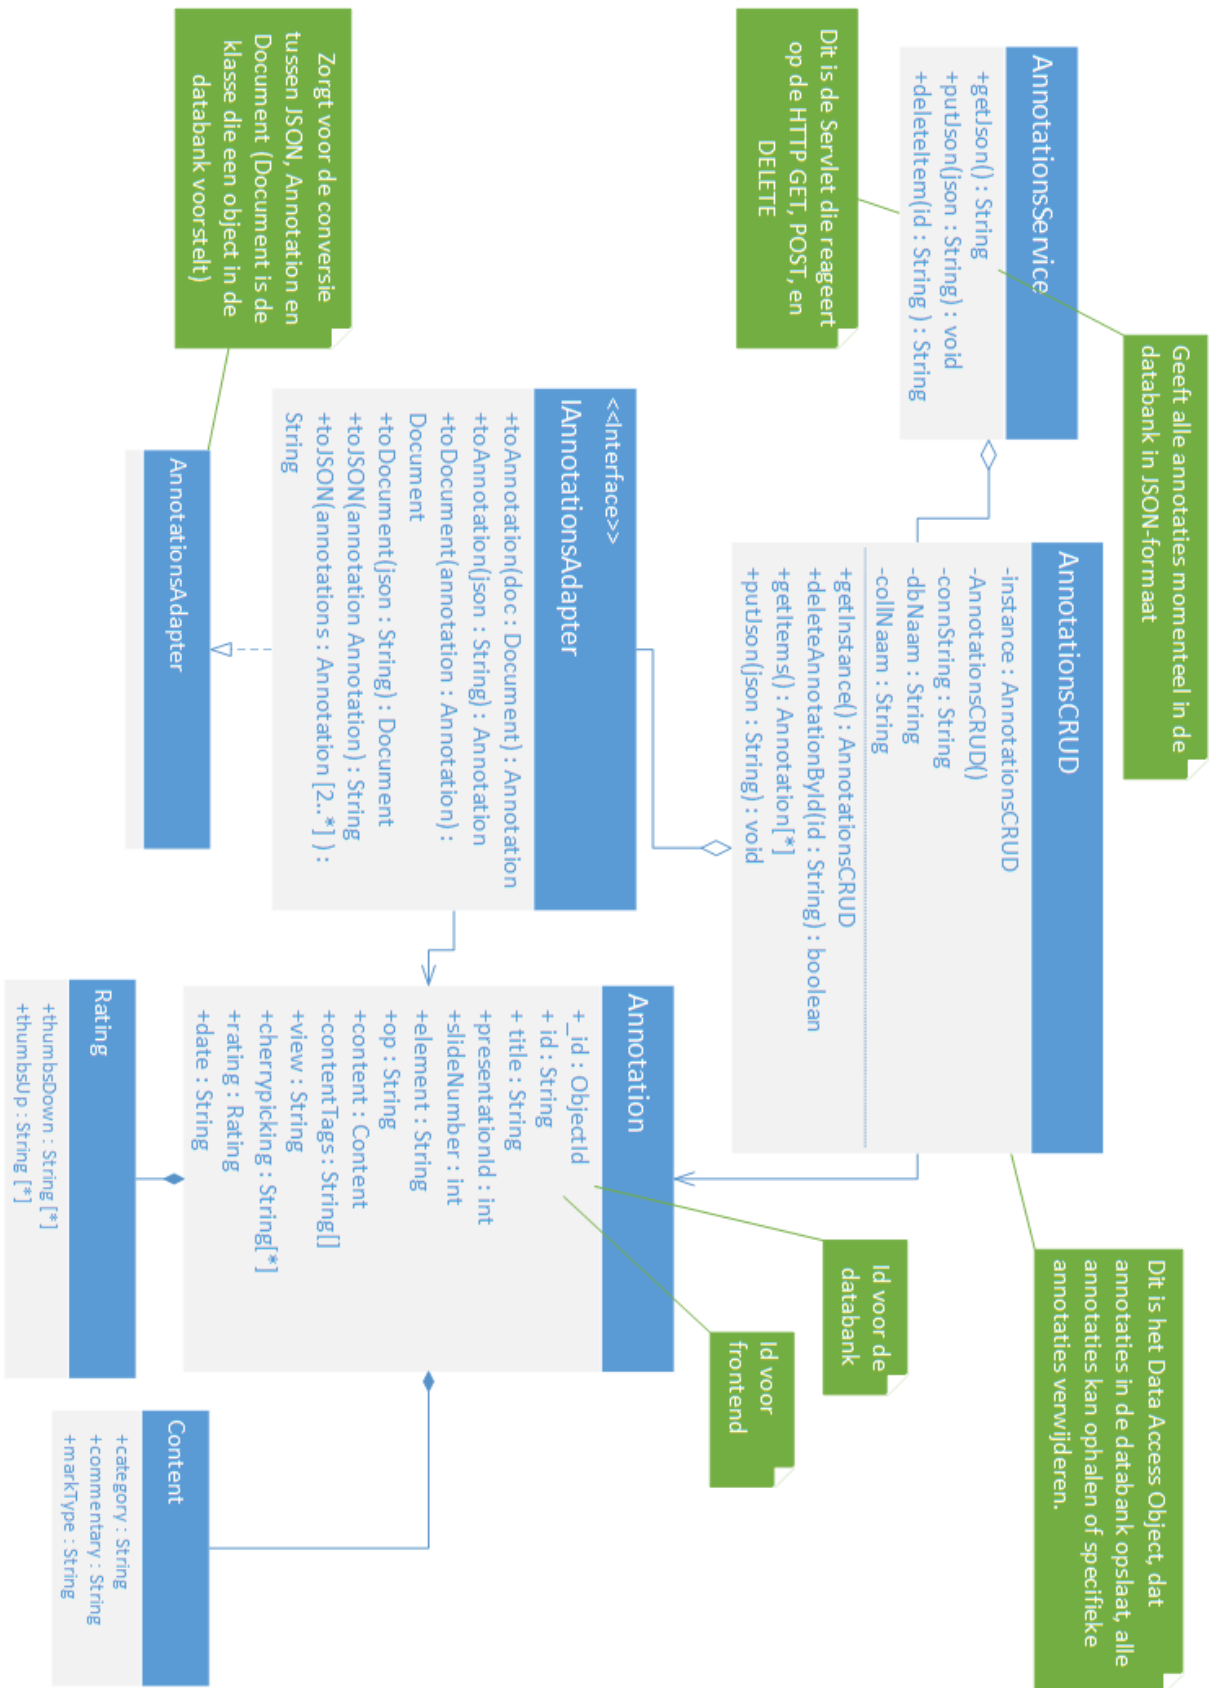 AnnotationsService
+getJson() : String
+putJson(json : String) : void
+deleteItem(id : String ) : String
Geeft alle annotaties momenteel in de
databank in JSON-formaat
Dit is de Servlet die reageert
op de HTTP GET, POST, en
DELETE
AnnotationsCRUD
-instance : AnnotationsCRUD
-AnnotationsCRUD()
-connString : String
-dbNaam : String
-collNaam : String
+getInstance() : AnnotationsCRUD
+deleteAnnotationById(id : String) : boolean
+getItems() : Annotation[*]
+putJson(json : String) : void
Dit is het Data Access Object, dat
annotaties in de databank opslaat, alle
annotaties kan ophalen of specifieke
annotaties verwijderen.
<<Interface>>
IAnnotationsAdapter
+toAnnotation(doc : Document) : Annotation
+toAnnotation(json : String) : Annotation
+toDocument(annotation : Annotation) :
Document
+toDocument(json : String) : Document
+toJSON(annotation Annotation) : String
+toJSON(annotations : Annotation [2..*] ) :
String
Zorgt voor de conversie
tussen JSON, Annotation en
Document (Document is de
klasse die een object in de
databank voorstelt)
AnnotationsAdapter
Annotation
+_id : ObjectId
+id : String
+ title : String
+presentationId : int
+slideNumber : int
+element : String
+op : String
+content : Content
+contentTags : String[]
+view : String
+cherrypicking : String[*]
+rating : Rating
+date : String
Id voor de
databank
Id voor
frontend
Rating
+thumbsDown : String [*]
+thumbsUp : String [*]
Content
+category : String
+commentary : String
+markType : String